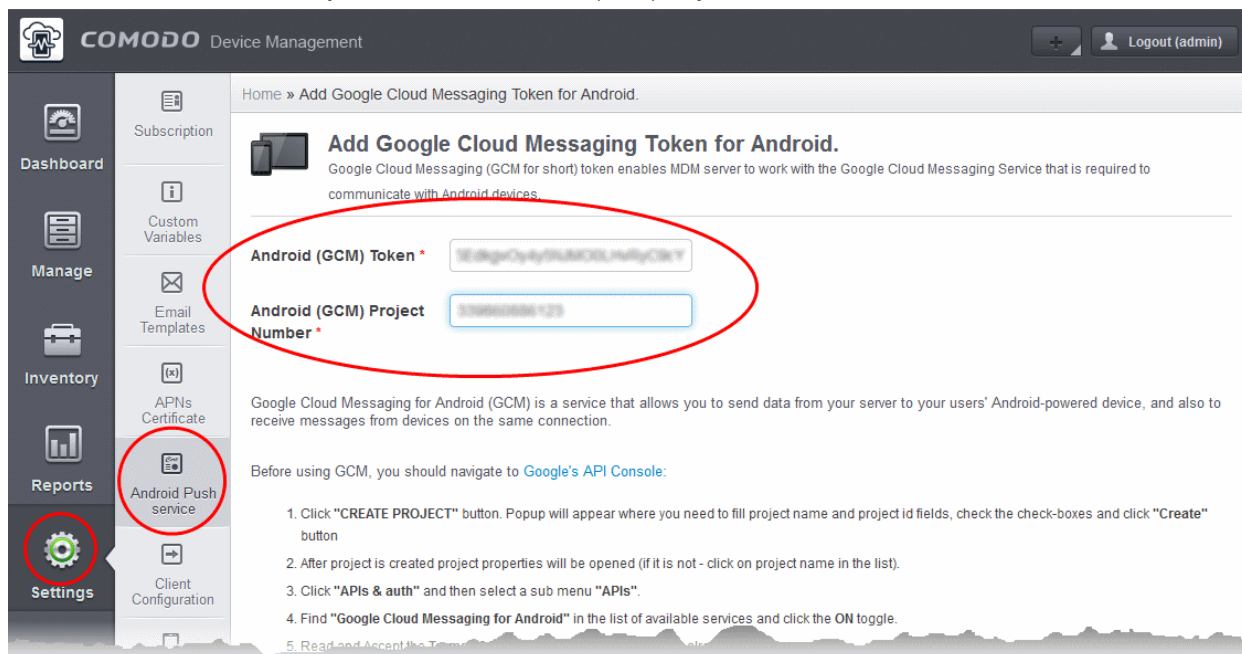 COMODO Device Management
Logout (admin)
Dashboard
Manage
Inventory
Reports
Settings
Subscription
Custom
Variables
Email
Templates
APNs
Certificate
Android Push
service
Client
Configuration
Home » Add Google Cloud Messaging Token for Android.
Add Google Cloud Messaging Token for Android.
Google Cloud Messaging (GCM for short) token enables MDM server to work with the Google Cloud Messaging Service that is required to
communicate with Android devices.
Android (GCM) Token *
Android (GCM) Project
Number *
Google Cloud Messaging for Android (GCM) is a service that allows you to send data from your server to your users' Android-powered device, and also to
receive messages from devices on the same connection.
Before using GCM, you should navigate to Google's API Console:
1. Click "CREATE PROJECT" button. Popup will appear where you need to fill project name and project id fields, check the check-boxes and click "Create"
button
2. After project is created project properties will be opened (if it is not - click on project name in the list).
3. Click "APIs & auth" and then select a sub menu "APIs".
4. Find "Google Cloud Messaging for Android" in the list of available services and click the ON toggle.
5. Read and Accept the